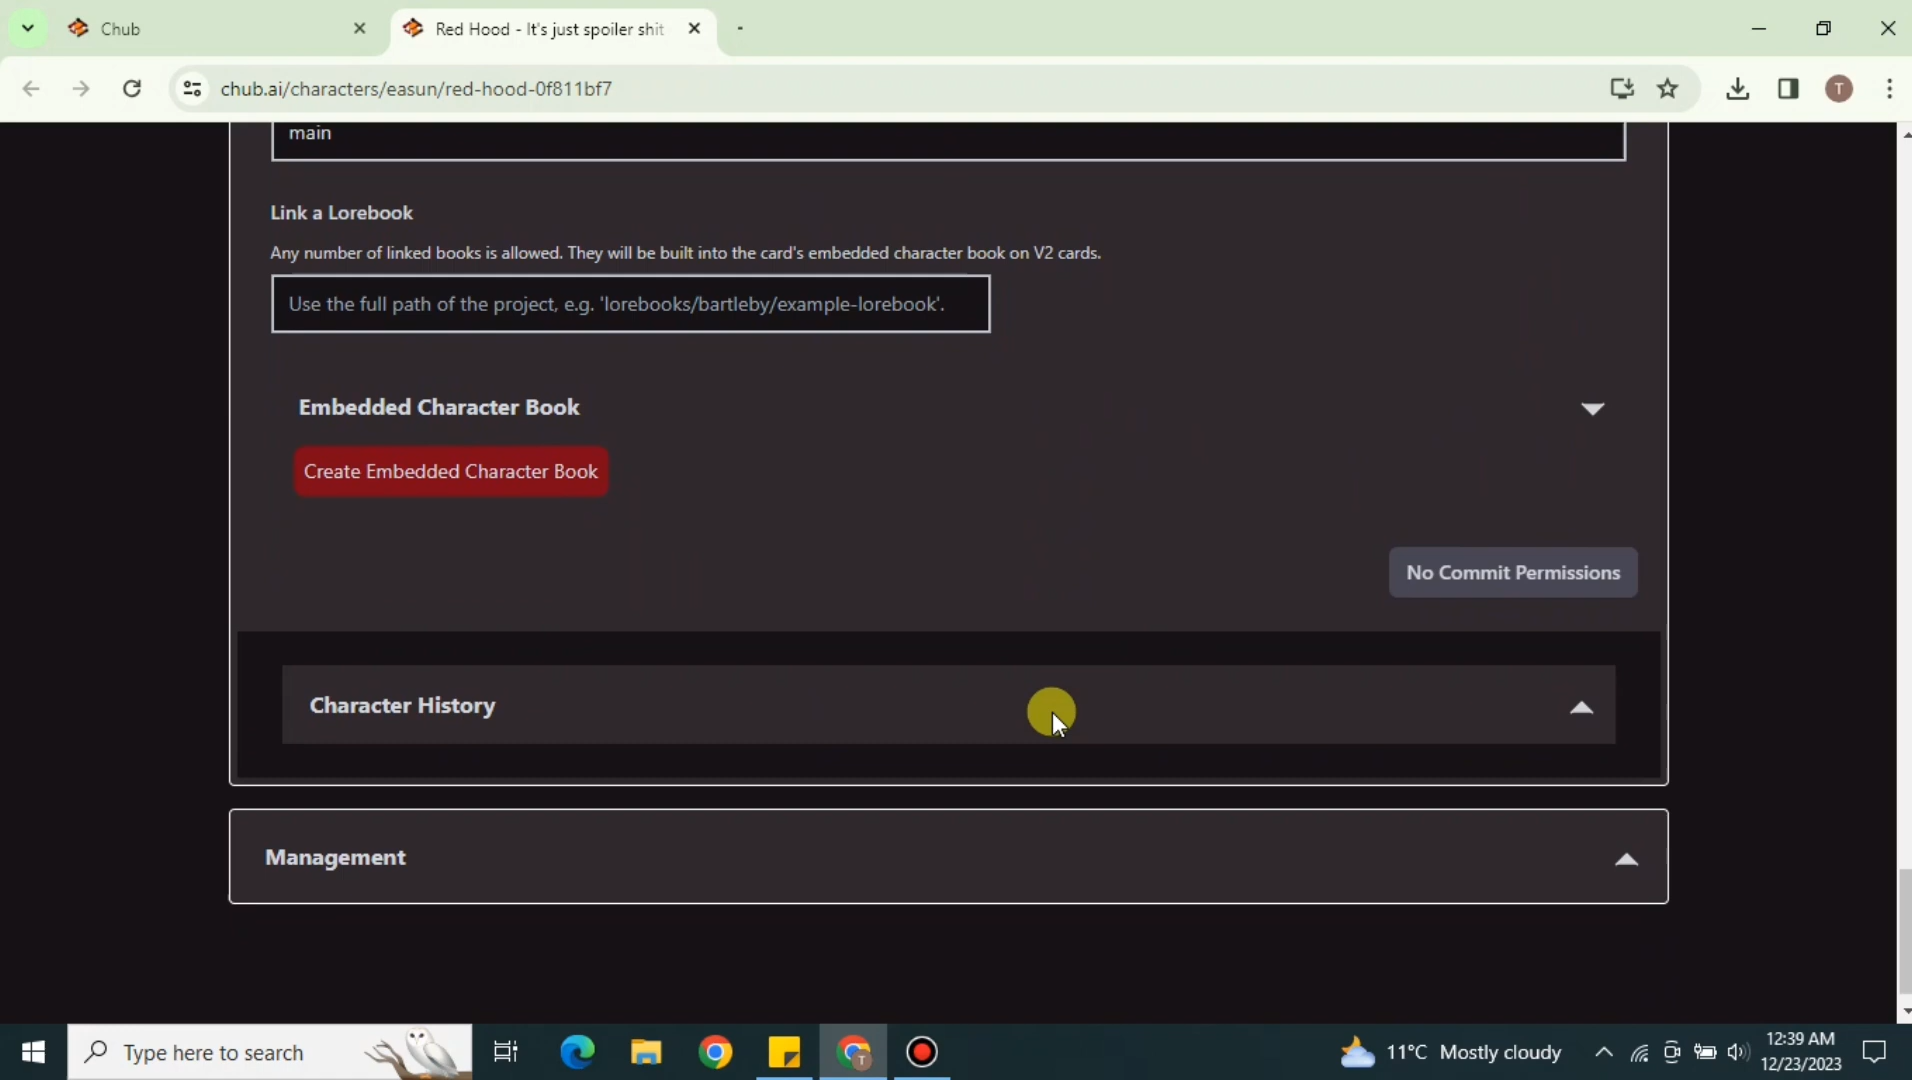 Chub
Red Hood - It's just spoiler shit
chub.ai/characters/easun/red-hood-0f811bf7
T
main
Link a Lorebook
Any number of linked books is allowed. They will be built into the card's embedded character book on V2 cards.
Use the full path of the project, e.g. 'lorebooks/bartleby/example-lorebook'.
Embedded Character Book
Create Embedded Character Book
No Commit Permissions
Character History
Management
Type here to search
T
11°C Mostly cloudy
12:39 AM
12/23/2023